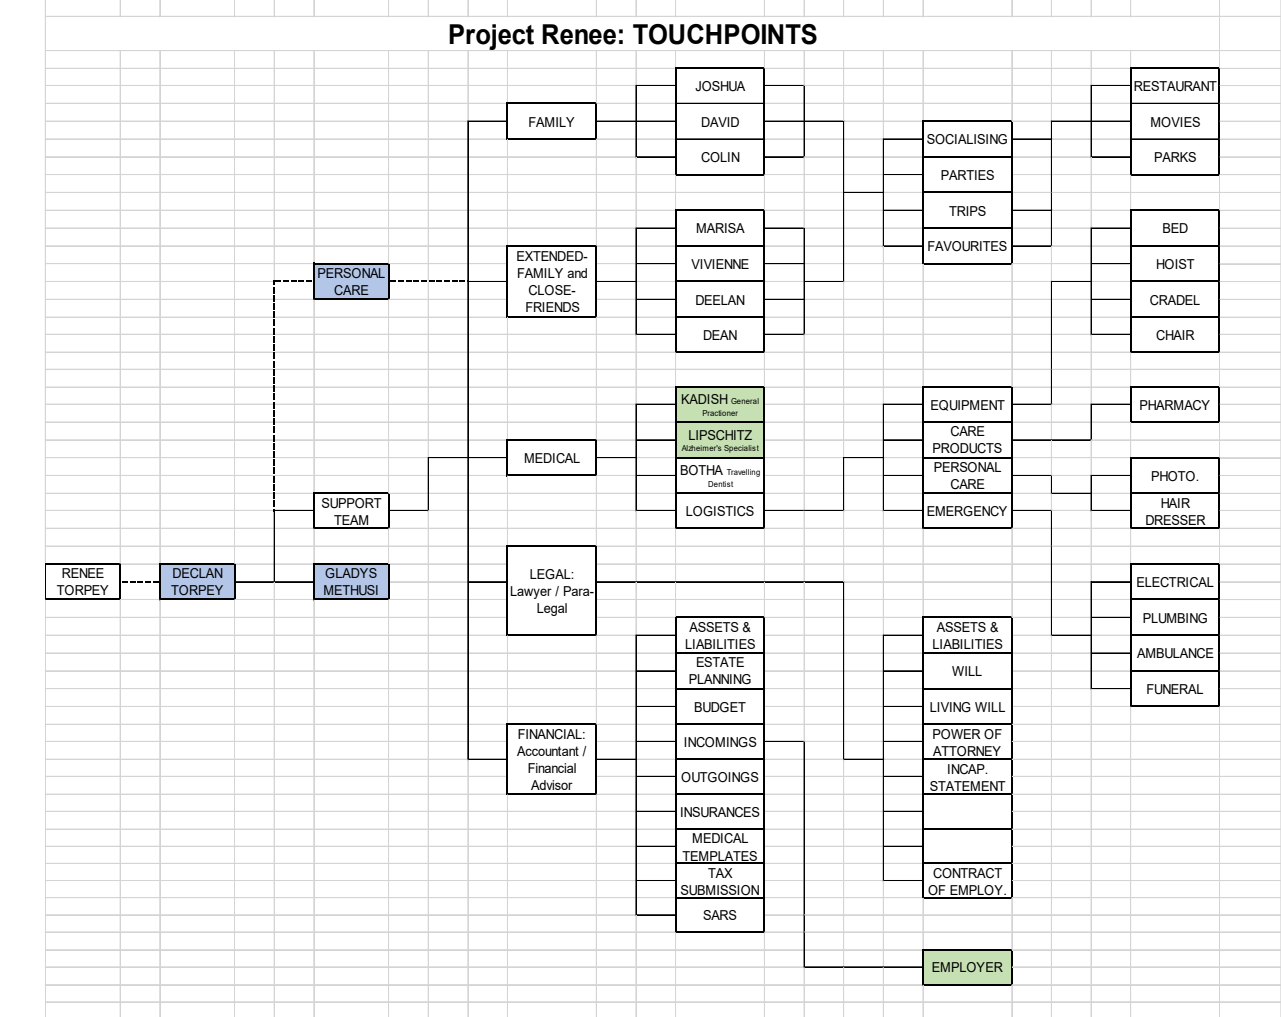 Project Renee: TOUCHPOINTS
RENEE
TORPEY
DECLAN
TORPEY
PERSONAL
CARE
SUPPORT
TEAM
GLADYS
METHUSI
FAMILY
EXTENDED-
FAMILY and
CLOSE-
FRIENDS
MEDICAL
LEGAL:
Lawyer / Para-
Legal
FINANCIAL:
Accountant /
Financial
Advisor
JOSHUA
DAVID
COLIN
MARISA
VIVIENNE
DEELAN
DEAN
KADISH General
Practioner
LIPSCHITZ
Alzheimer's Specialist
BOTHA Travelling
Dentist
LOGISTICS
ASSETS &
LIABILITIES
ESTATE
PLANNING
BUDGET
INCOMINGS
OUTGOINGS
INSURANCES
MEDICAL
TEMPLATES
TAX
SUBMISSION
SARS
SOCIALISING
PARTIES
TRIPS
FAVOURITES
EQUIPMENT
CARE
PRODUCTS
PERSONAL
CARE
EMERGENCY
ASSETS &
LIABILITIES
WILL
LIVING WILL
POWER OF
ATTORNEY
INCAP.
STATEMENT
CONTRACT
OF EMPLOY.
EMPLOYER
RESTAURANT
MOVIES
PARKS
BED
HOIST
CRADEL
CHAIR
PHARMACY
PHOTO.
HAIR
DRESSER
ELECTRICAL
PLUMBING
AMBULANCE
FUNERAL